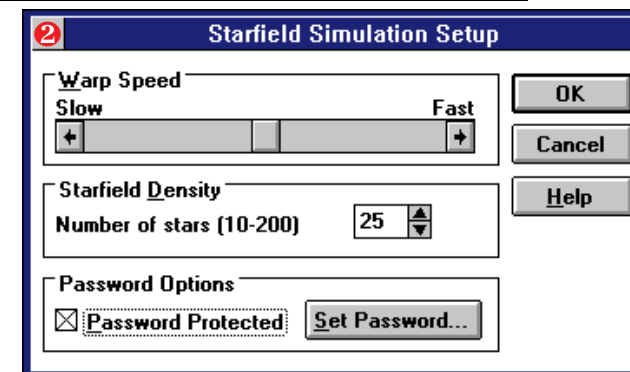 2 Starfield Simulation Setup
Warp Speed
Slow Fast
OK
Cancel
Starfield Density
Number of stars (10-200) 25
Help
Password Options
Password Protected Set Password...